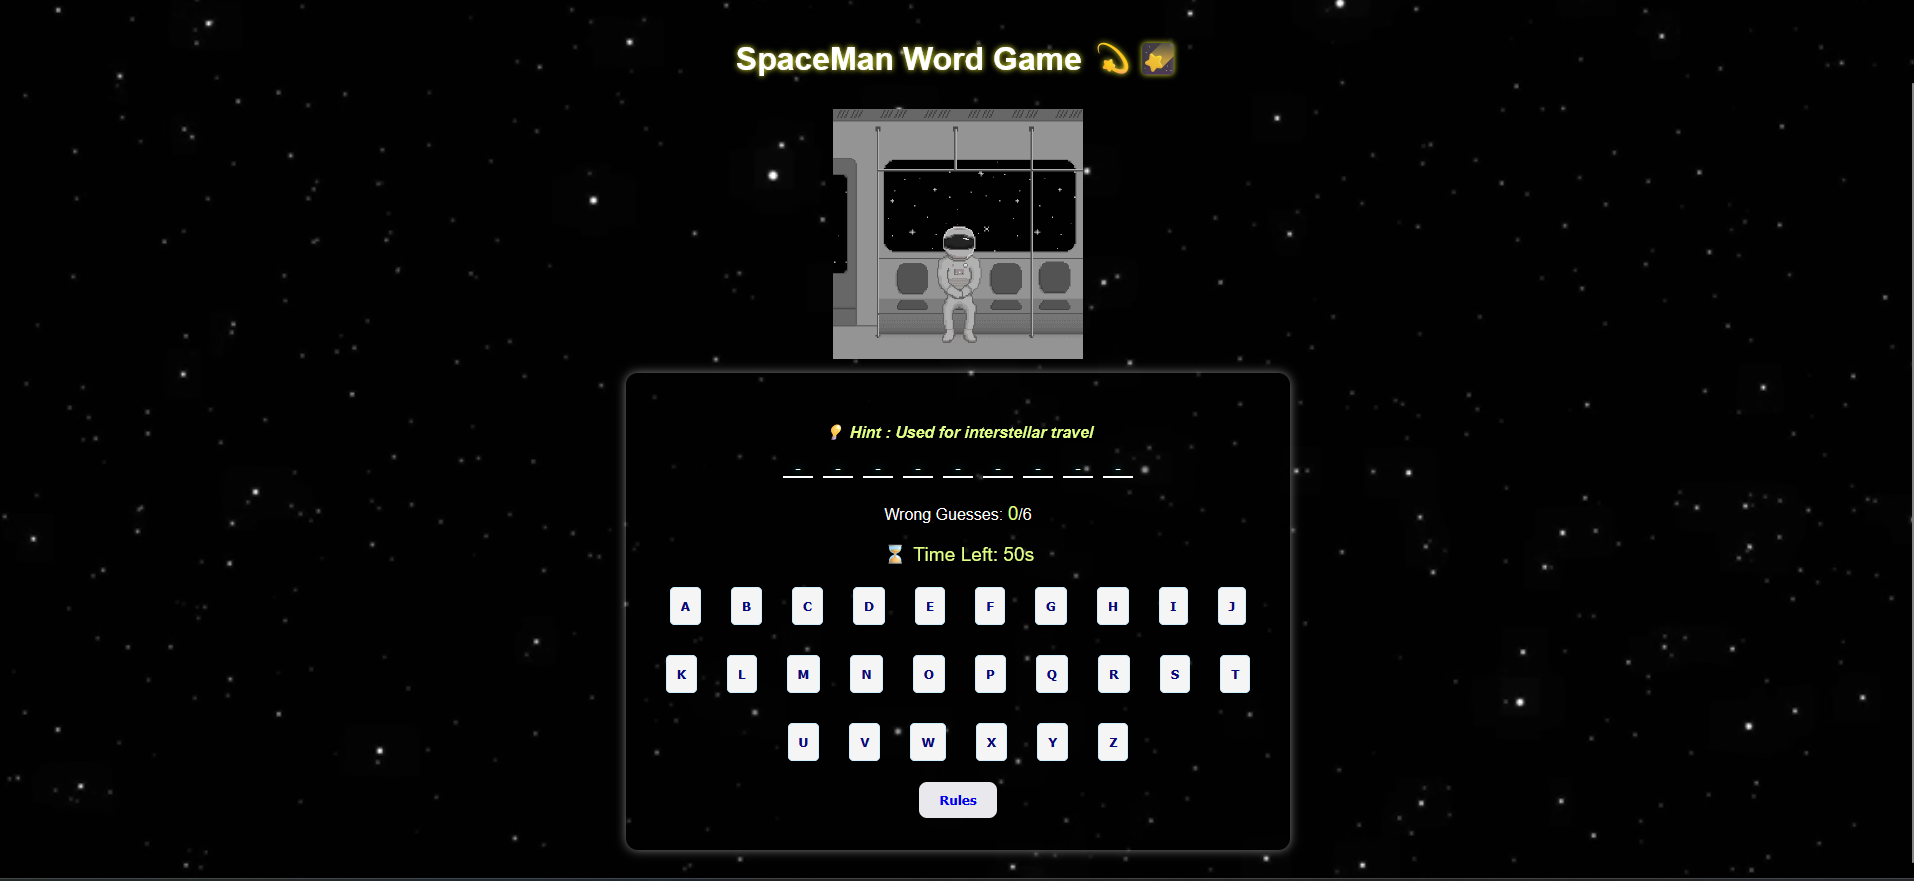 SpaceMan Word Game 💫 🌠
💡 Hint : Used for interstellar travel
_ _ _ _ _ _ _ _ _
Wrong Guesses: 0/6
⏳ Time Left: 50s
A B C D E F G H I J
K L M N O P Q R S T
U V W X Y Z
Rules